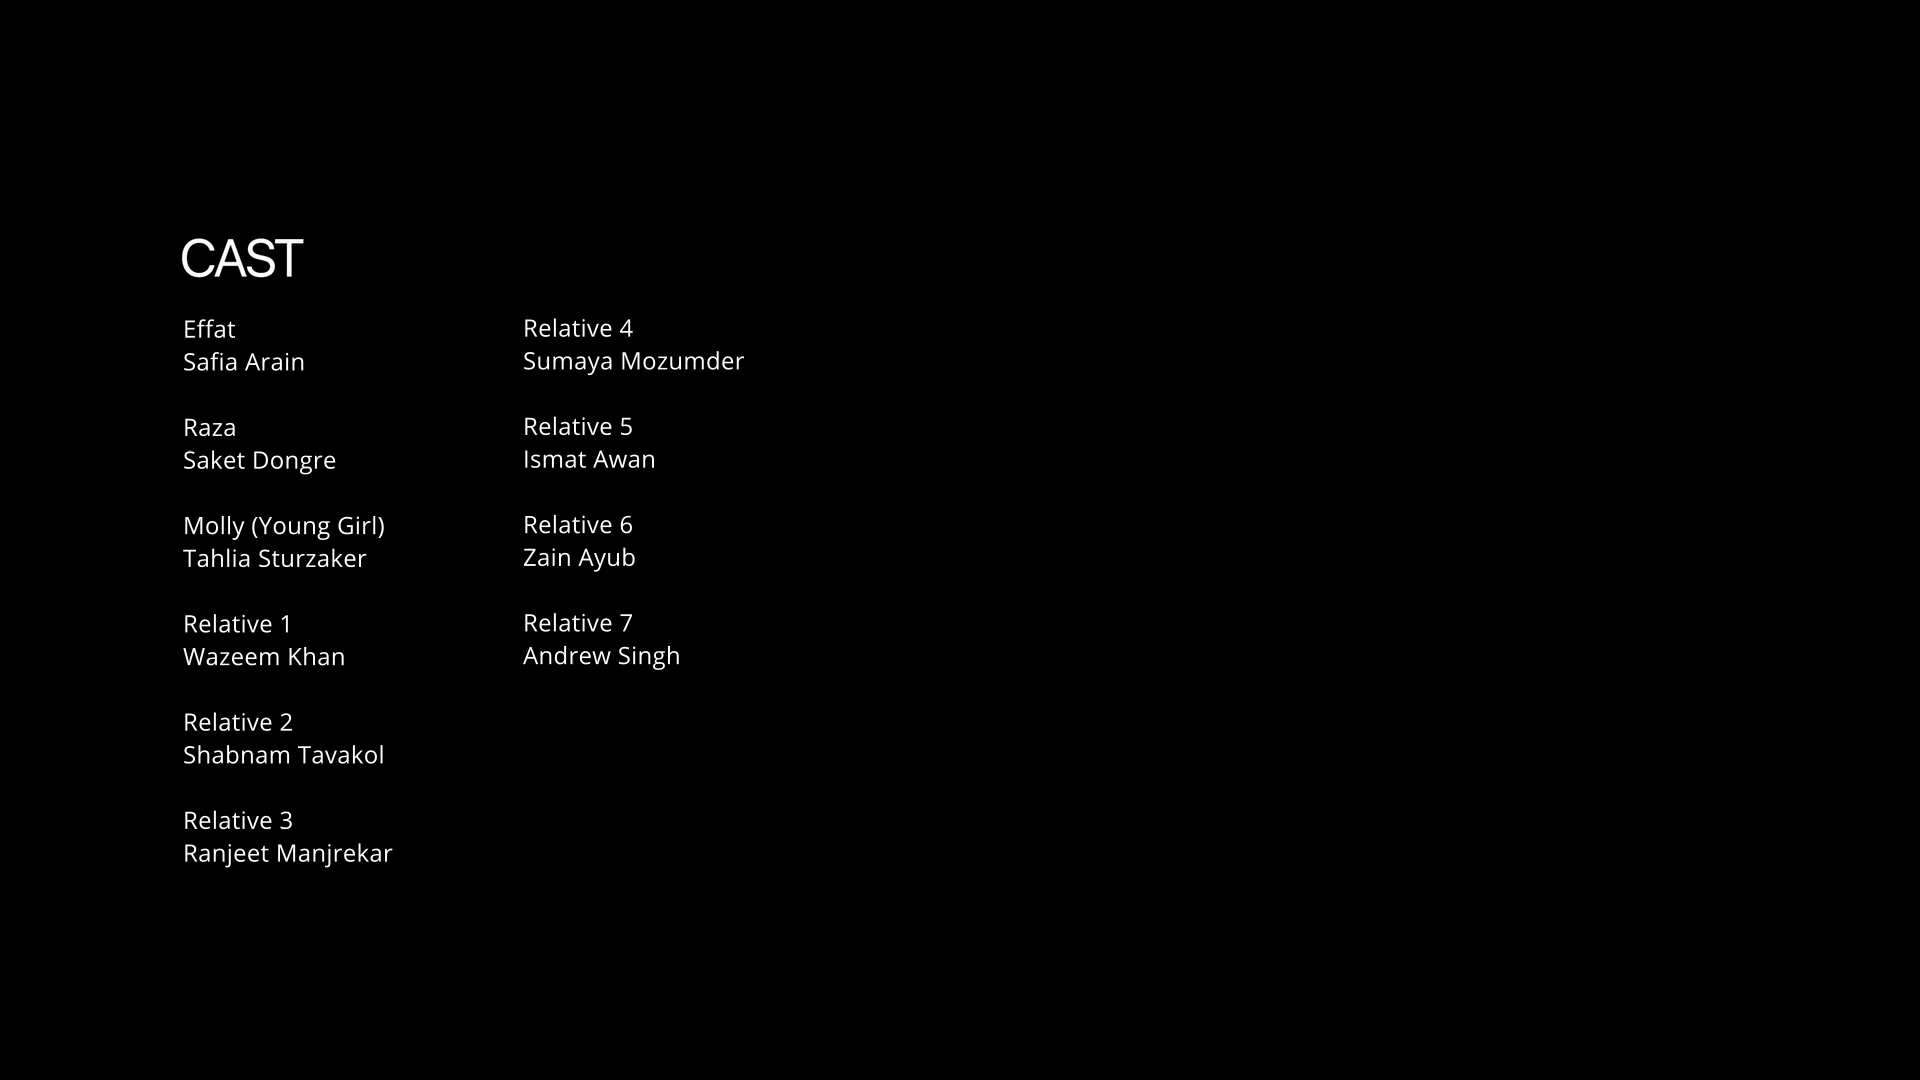 CAST
Effat
Safia Arain
Raza
Saket Dongre
Molly (Young Girl)
Tahlia Sturzaker
Relative 1
Wazeem Khan
Relative 2
Shabnam Tavakol
Relative 3
Ranjeet Manjrekar
Relative 4
Sumaya Mozumder
Relative 5
Ismat Awan
Relative 6
Zain Ayub
Relative 7
Andrew Singh